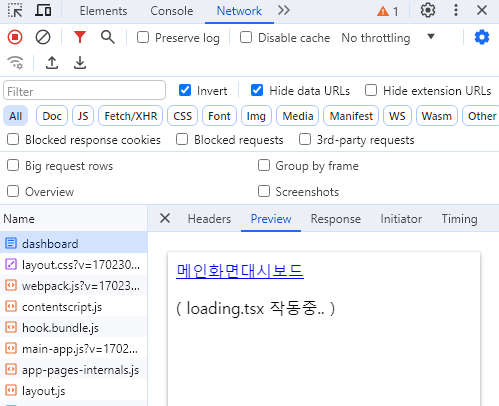 Elements Console Network 1
Preserve log Disable cache No throttling
Filter Invert Hide data URLs Hide extension URLs
All Doc JS Fetch/XHR CSS Font Img Media Manifest WS Wasm Other
Blocked response cookies Blocked requests 3rd-party requests
Big request rows Group by frame
Overview Screenshots
Name Headers Preview Response Initiator Timing
dashboard
layout.css?v=170230...
webpack.js?v=17023...
contentscript.js
hook.bundle.js
main-app.js?v=1702...
app-pages-internals.js
layout.js
메인화면대시보드
( loading.tsx 작동중.. )